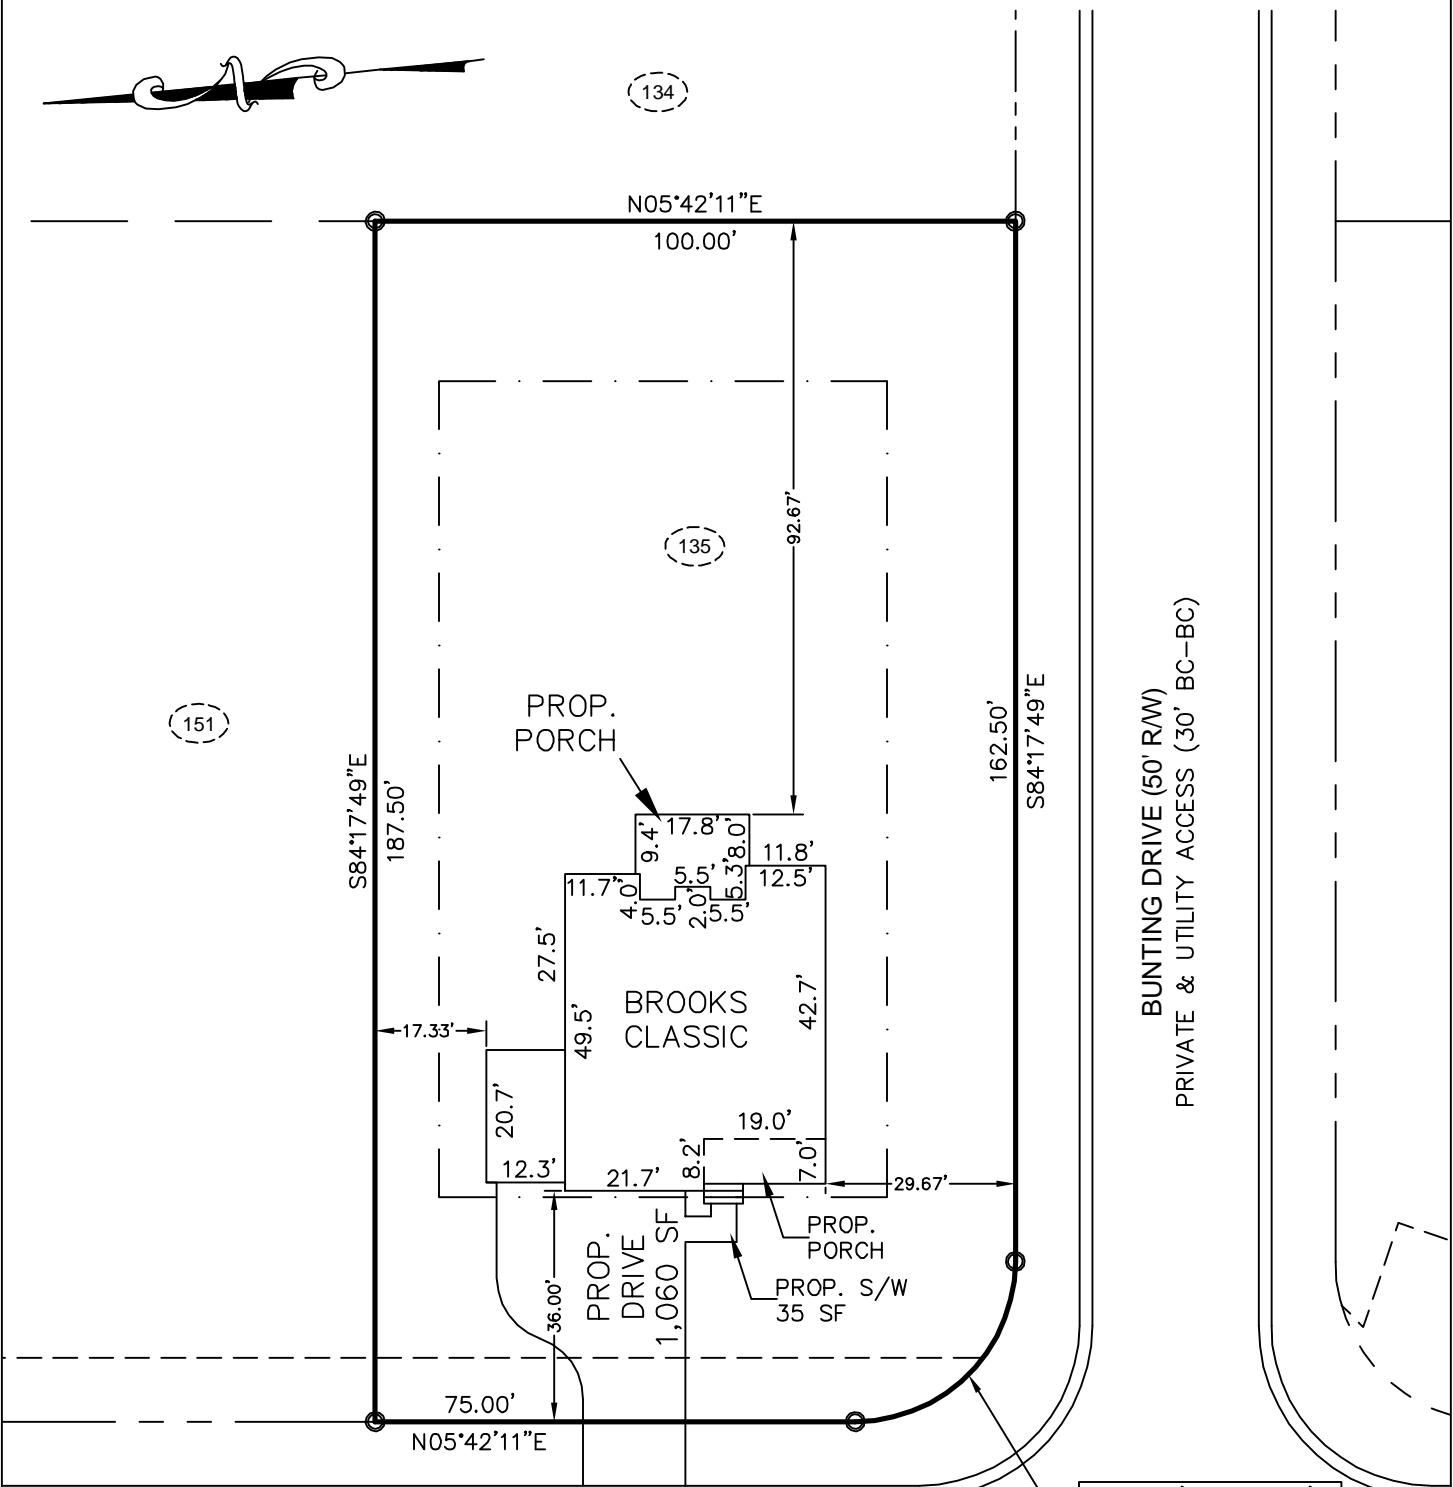 N
134
N05°42'11"E
100.00'
92.67'
135
151
PROP.
PORCH
S84°17'49"E
187.50'
162.50'
S84°17'49"E
BUNTING DRIVE (50' R/W)
PRIVATE & UTILITY ACCESS (30' BC-BC)
17.8'
9.4'
8.0'
11.8'
12.5'
11.7'
4.0'
5.5'
5.3'
5.5'
2.0'
5.5'
27.5'
49.5'
BROOKS
CLASSIC
42.7'
17.33'
20.7'
12.3'
21.7'
19.0'
8.2'
7.0'
29.67'
PROP.
DRIVE
1,060 SF
36.00'
PROP.
PORCH
PROP. S/W
35 SF
75.00'
N05°42'11"E